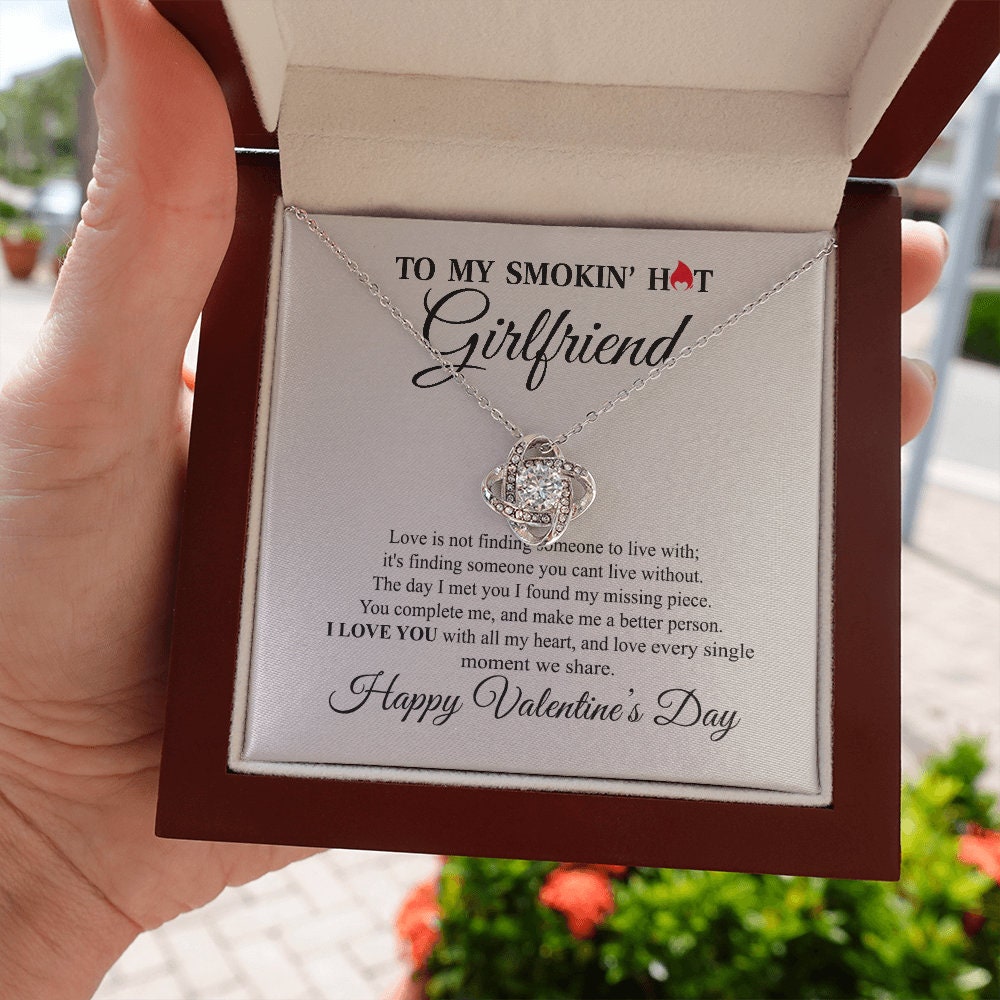 TO MY SMOKIN' HOT
Girlfriend
Love is not finding someone to live with;
it's finding someone you cant live without.
The day I met you I found my missing piece.
You complete me, and make me a better person.
I LOVE YOU with all my heart, and love every single
moment we share.
Happy Valentine's Day